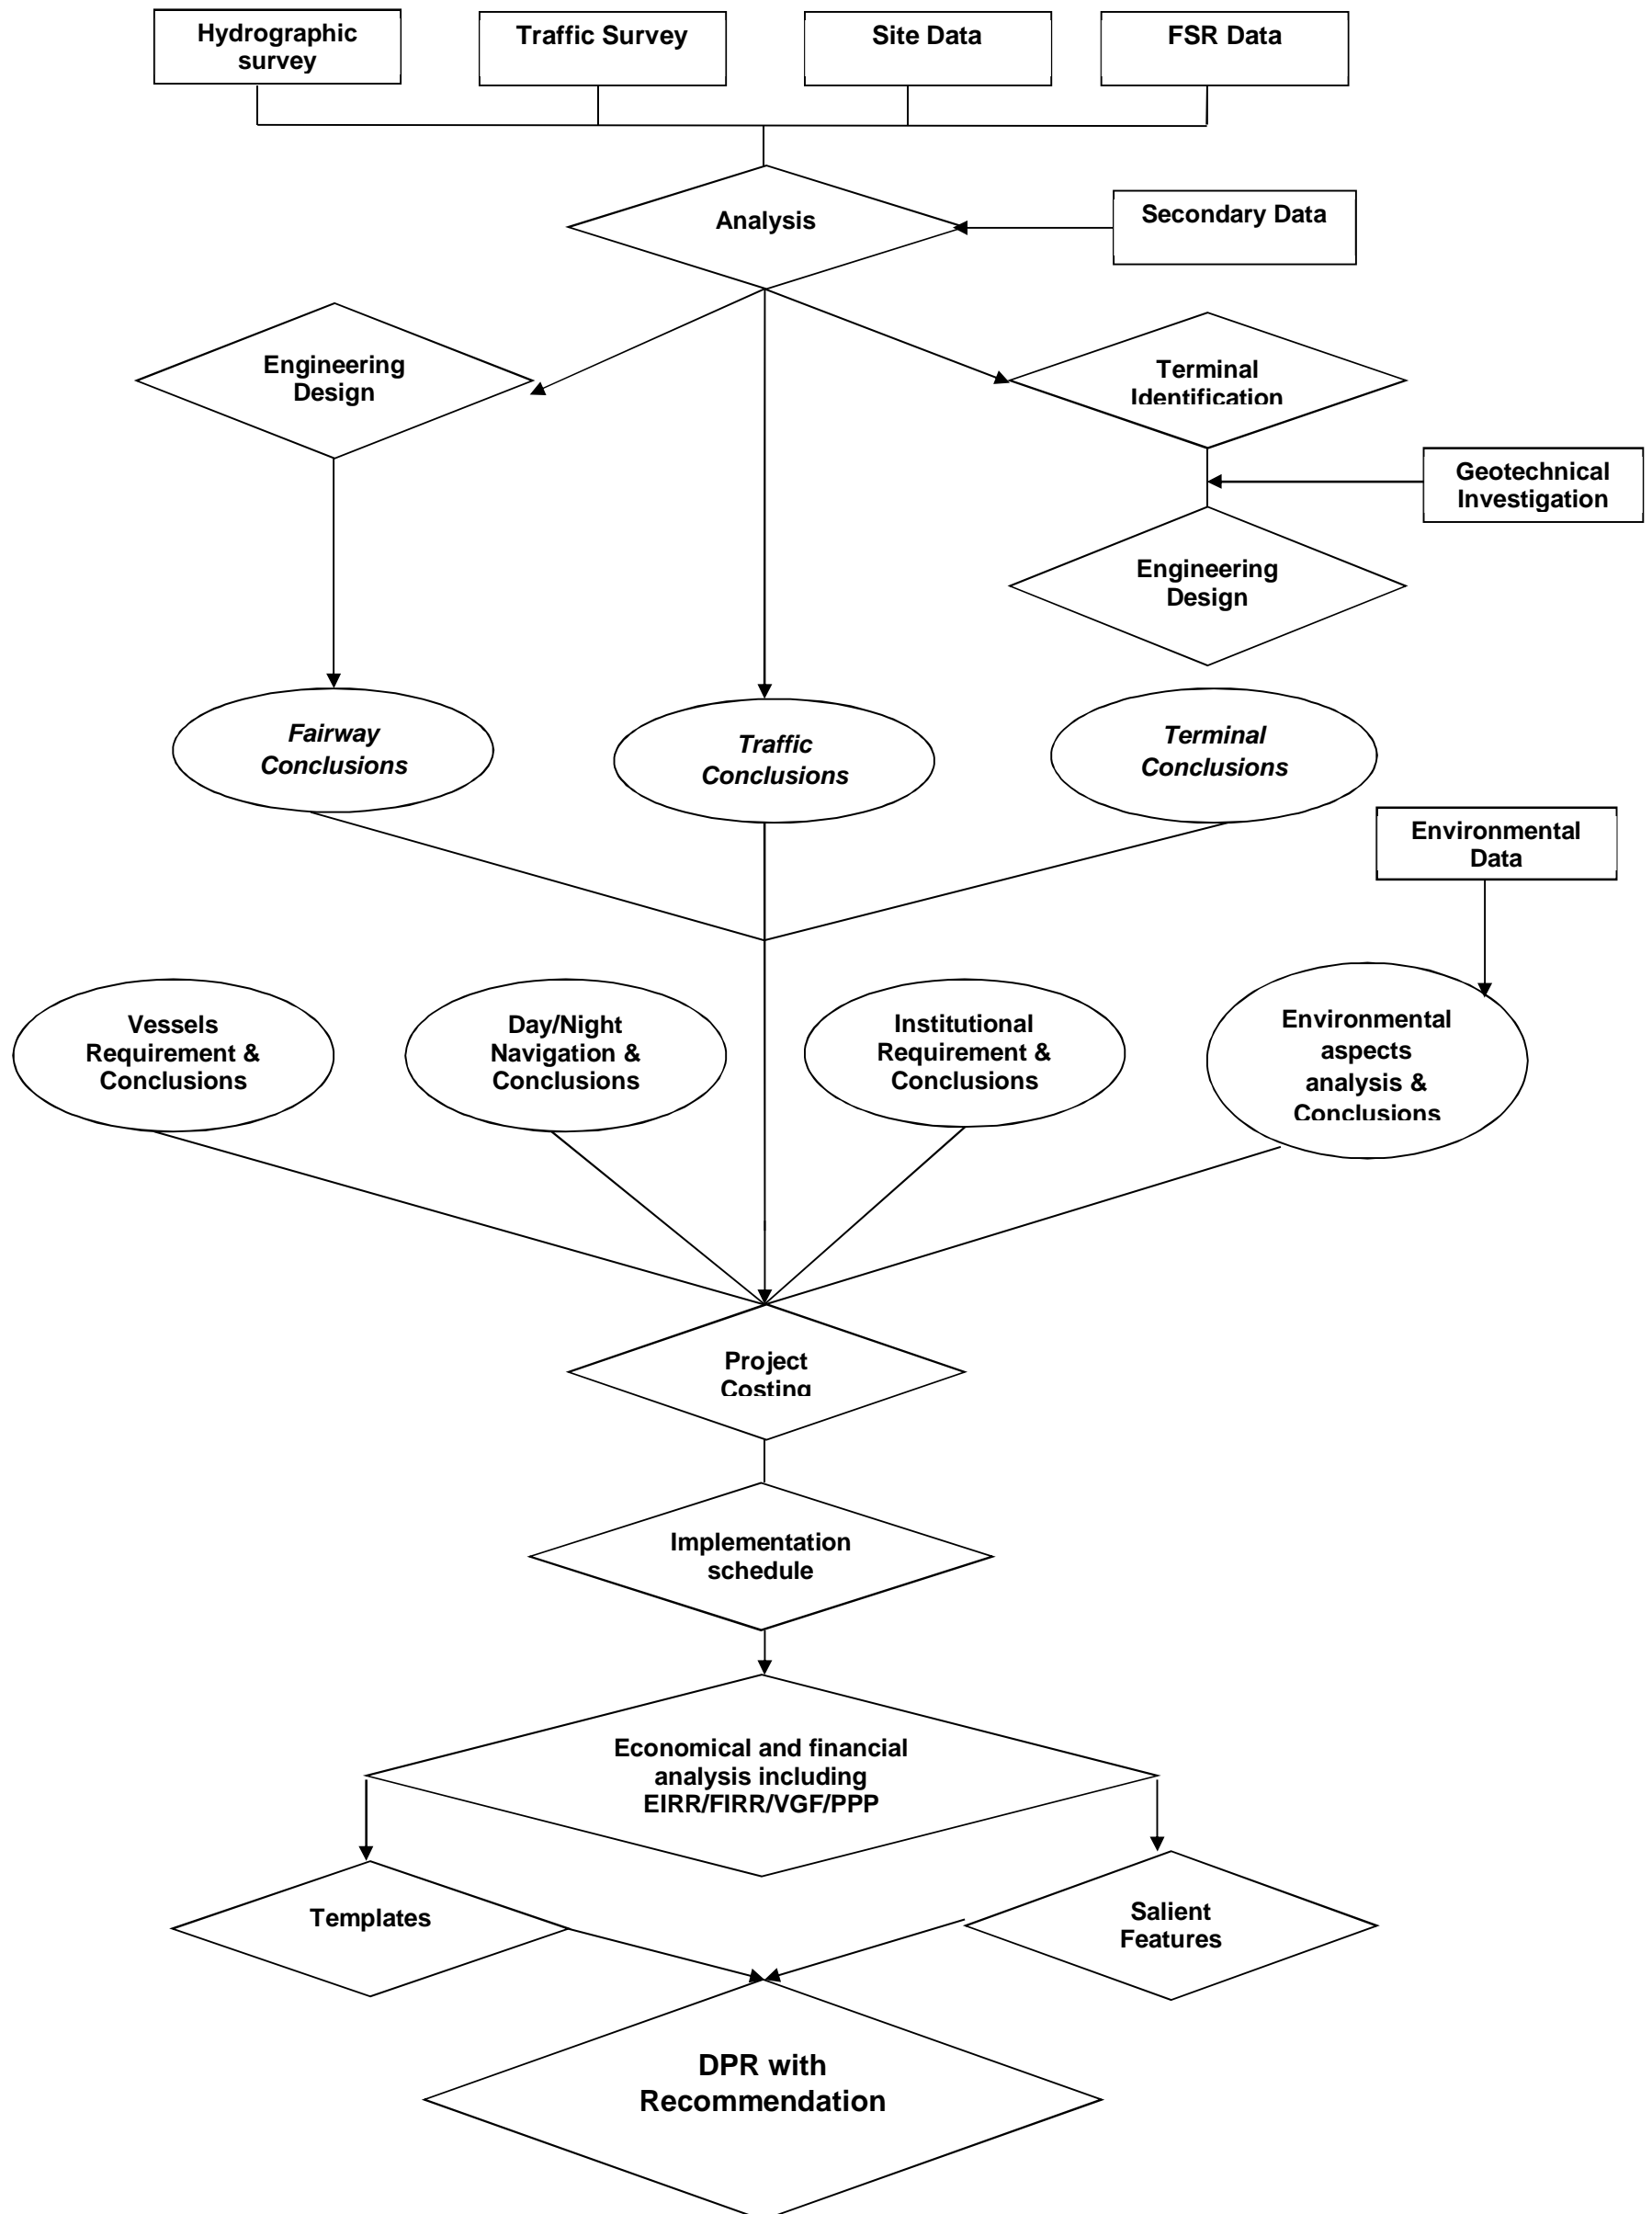 Hydrographic
survey
Traffic Survey
Site Data
FSR Data
Analysis
Secondary Data
Engineering
Design
Terminal
Identification
Geotechnical
Investigation
Engineering
Design
Fairway
Conclusions
Traffic
Conclusions
Terminal
Conclusions
Environmental
Data
Vessels
Requirement &
Conclusions
Day/Night
Navigation &
Conclusions
Institutional
Requirement &
Conclusions
Environmental
aspects
analysis &
Conclusions
Project
Costing
Implementation
schedule
Economical and financial
analysis including
EIRR/FIRR/VGF/PPP
Templates
Salient
Features
DPR with
Recommendation